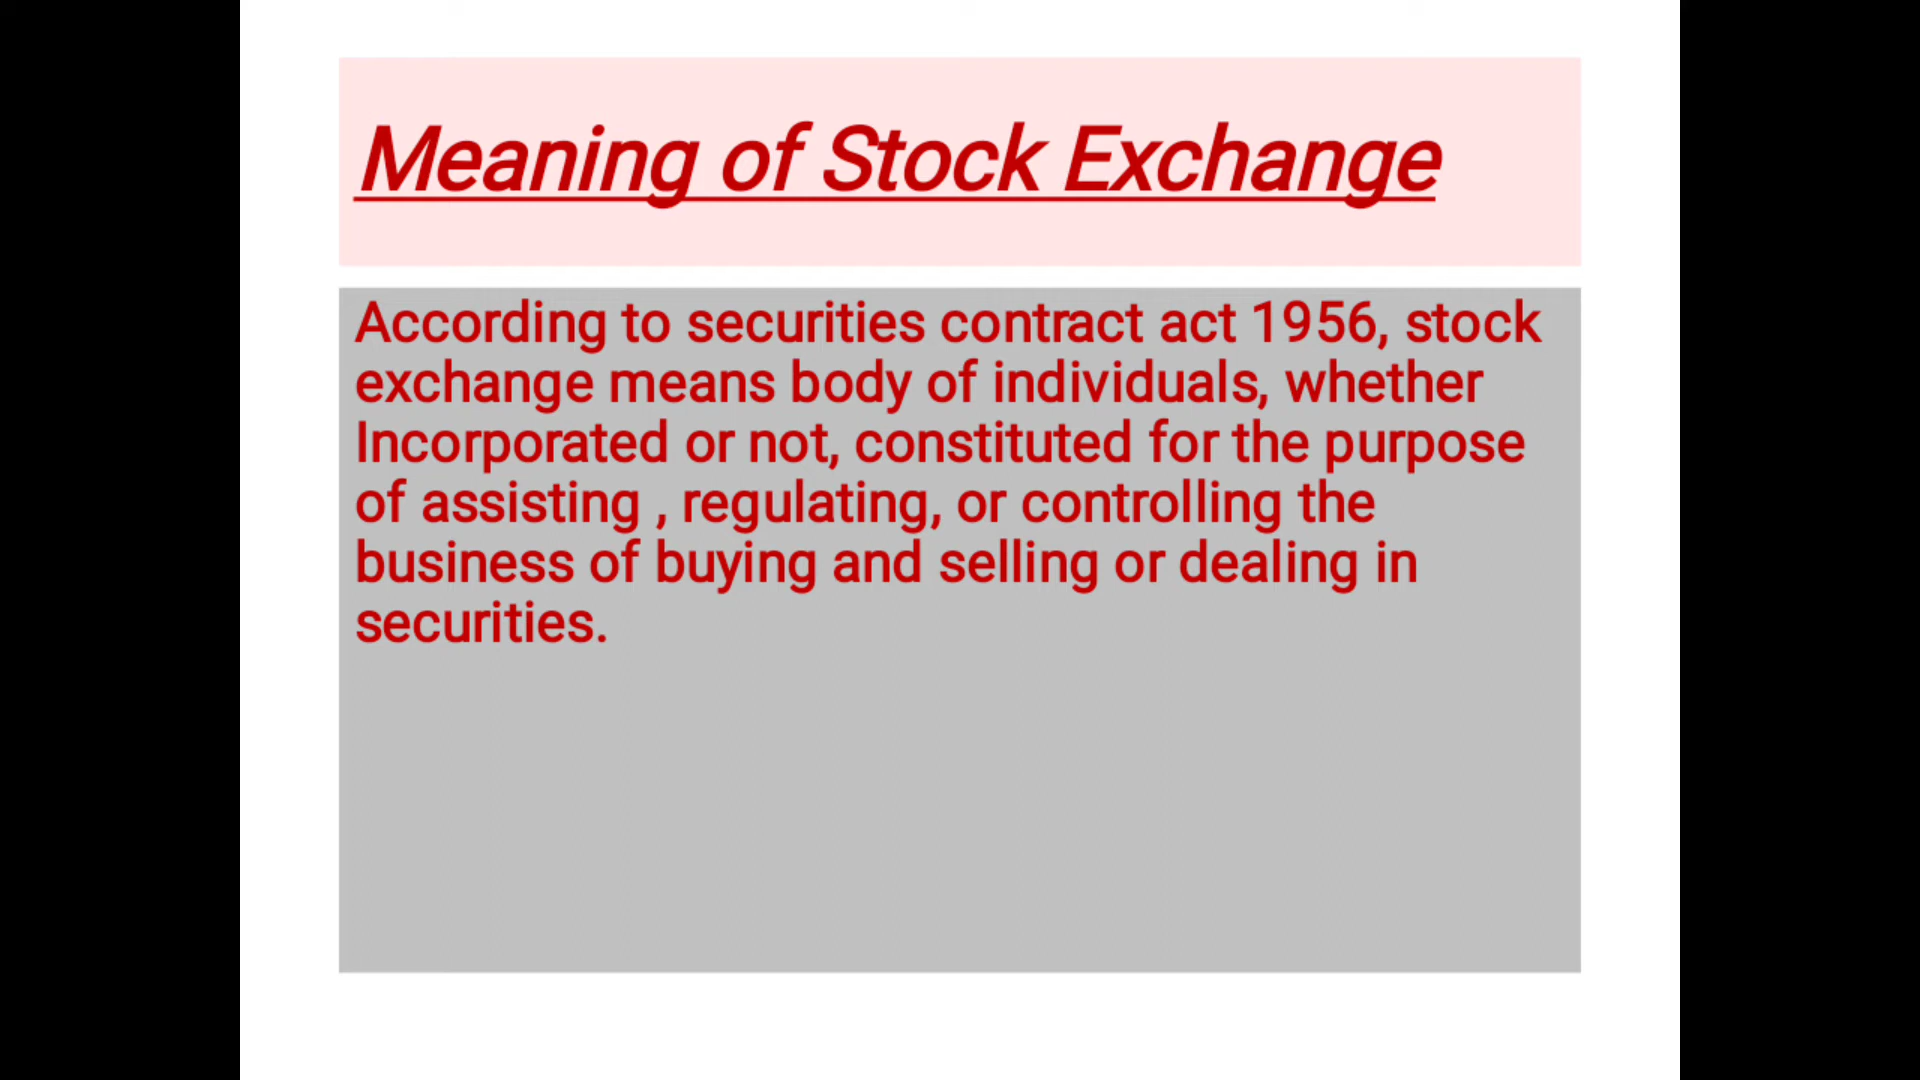 Meaning of Stock Exchange
According to securities contract act 1956, stock
exchange means body of individuals, whether
Incorporated or not, constituted for the purpose
of assisting , regulating, or controlling the
business of buying and selling or dealing in
securities.